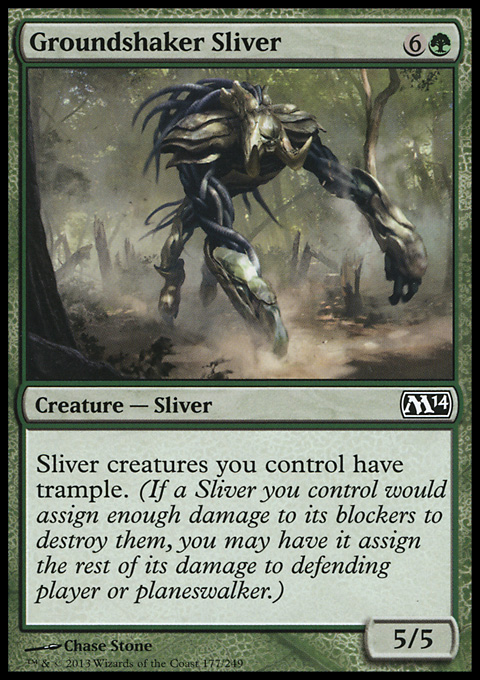 Groundshaker Sliver 6
Creature — Sliver M14
Sliver creatures you control have
trample. (If a Sliver you control would
assign enough damage to its blockers to
destroy them, you may have it assign
the rest of its damage to defending
player or planeswalker.)
5/5
Chase Stone
™ & © 2013 Wizards of the Coast 177/249